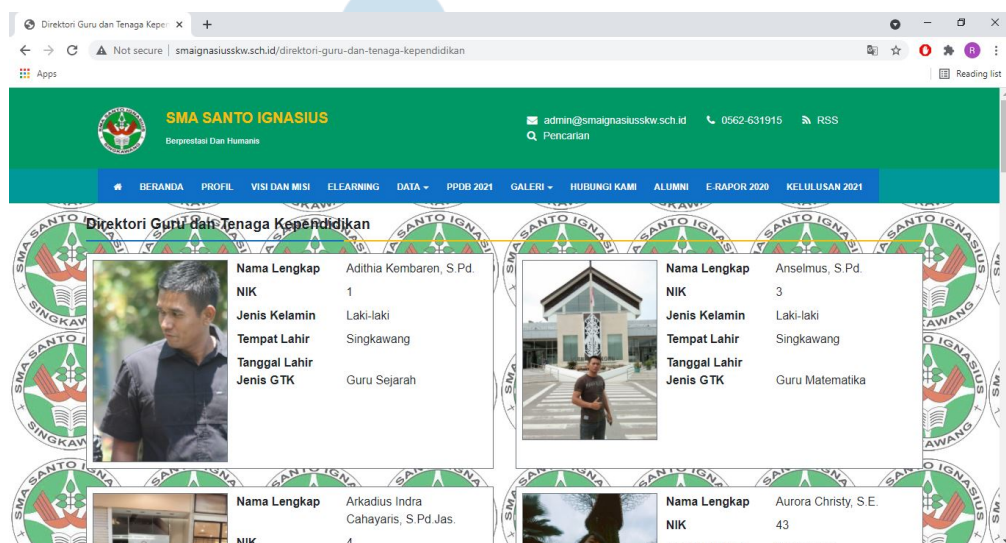 Direktori Guru dan Tenaga Kepen
Not secure | smaignasiusskw.sch.id/direktori-guru-dan-tenaga-kependidikan
Apps
Reading list
SMA SANTO IGNASIUS
Berprestasi Dan Humanis
admin@smaignasiusskw.sch.id 0562-631915 RSS
Pencarian
BERANDA PROFIL VISI DAN MISI ELEARNING DATA PPDB 2021 GALERI HUBUNGI KAMI ALUMNI E-RAPOR 2020 KELULUSAN 2021
Direktori Guru dan Tenaga Kependidikan
Nama Lengkap Adithia Kembaren, S.Pd.
NIK 1
Jenis Kelamin Laki-laki
Tempat Lahir Singkawang
Tanggal Lahir
Jenis GTK Guru Sejarah
Nama Lengkap Anselmus, S.Pd.
NIK 3
Jenis Kelamin Laki-laki
Tempat Lahir Singkawang
Tanggal Lahir
Jenis GTK Guru Matematika
Nama Lengkap Arkadius Indra
Cahayaris, S.Pd.Jas.
NIK 4
Nama Lengkap Aurora Christy, S.E.
NIK 43